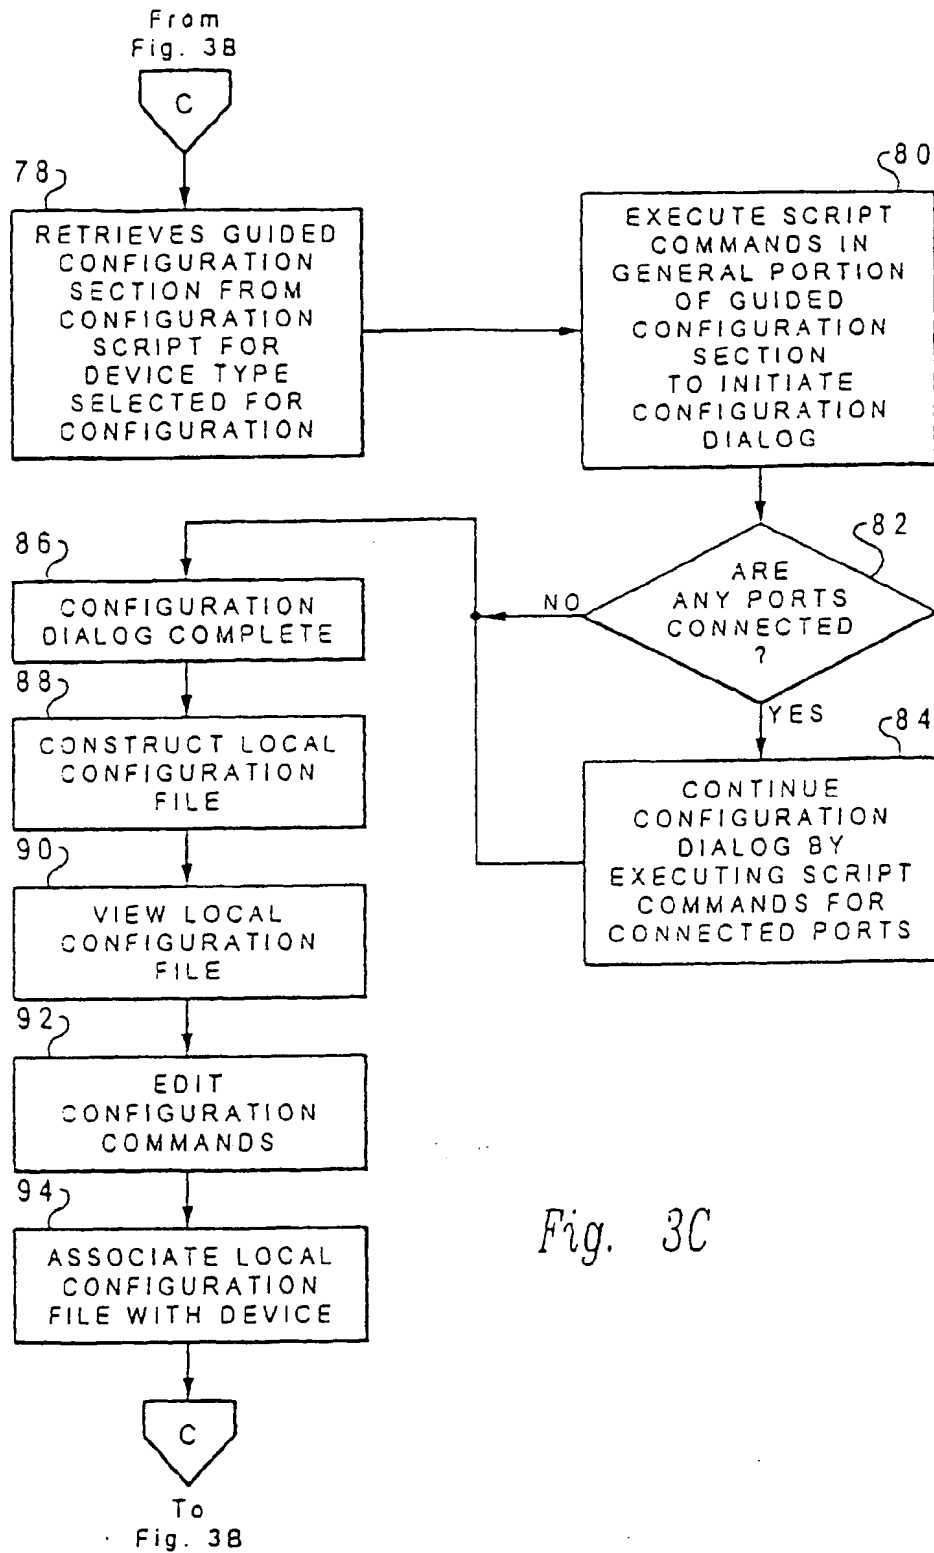 From
Fig. 3B
C
78
RETRIEVES GUIDED
CONFIGURATION
SECTION FROM
CONFIGURATION
SCRIPT FOR
DEVICE TYPE
SELECTED FOR
CONFIGURATION
80
EXECUTE SCRIPT
COMMANDS IN
GENERAL PORTION
OF GUIDED
CONFIGURATION
SECTION
TO INITIATE
CONFIGURATION
DIALOG
82
ARE
ANY PORTS
CONNECTED
?
NO
YES
84
CONTINUE
CONFIGURATION
DIALOG BY
EXECUTING SCRIPT
COMMANDS FOR
CONNECTED PORTS
86
CONFIGURATION
DIALOG COMPLETE
88
CONSTRUCT LOCAL
CONFIGURATION
FILE
90
VIEW LOCAL
CONFIGURATION
FILE
92
EDIT
CONFIGURATION
COMMANDS
94
ASSOCIATE LOCAL
CONFIGURATION
FILE WITH DEVICE
C
To
Fig. 3B
Fig. 3C